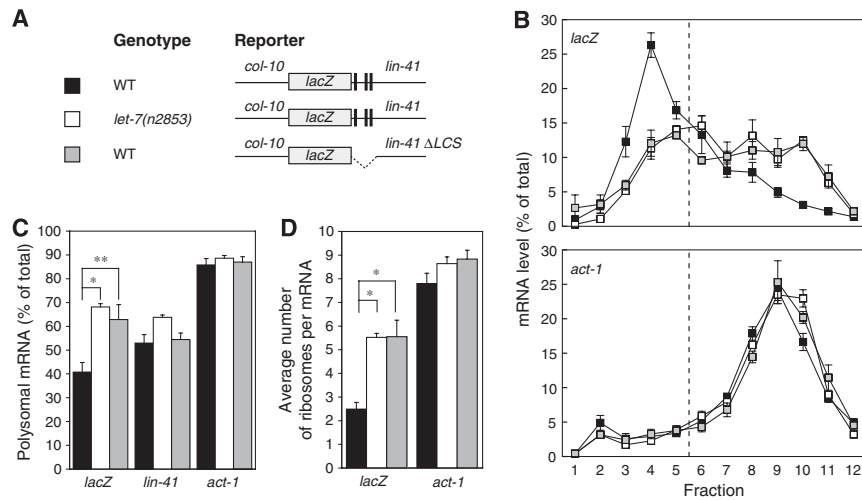 A
Genotype Reporter
WT
col-10 lacZ lin-41
let-7(n2853)
col-10 lacZ lin-41
WT
col-10 lacZ lin-41 ΔLCS
B
lacZ
30
25
20
15
10
5
0
act-1
30
25
20
15
10
5
0
mRNA level (% of total)
1 2 3 4 5 6 7 8 9 10 11 12
Fraction
C
Polysomal mRNA (% of total)
100
90
80
70
60
50
40
30
20
10
0
**
*
lacZ lin-41 act-1
D
Average number
of ribosomes per mRNA
10
9
8
7
6
5
4
3
2
1
0
*
*
lacZ act-1